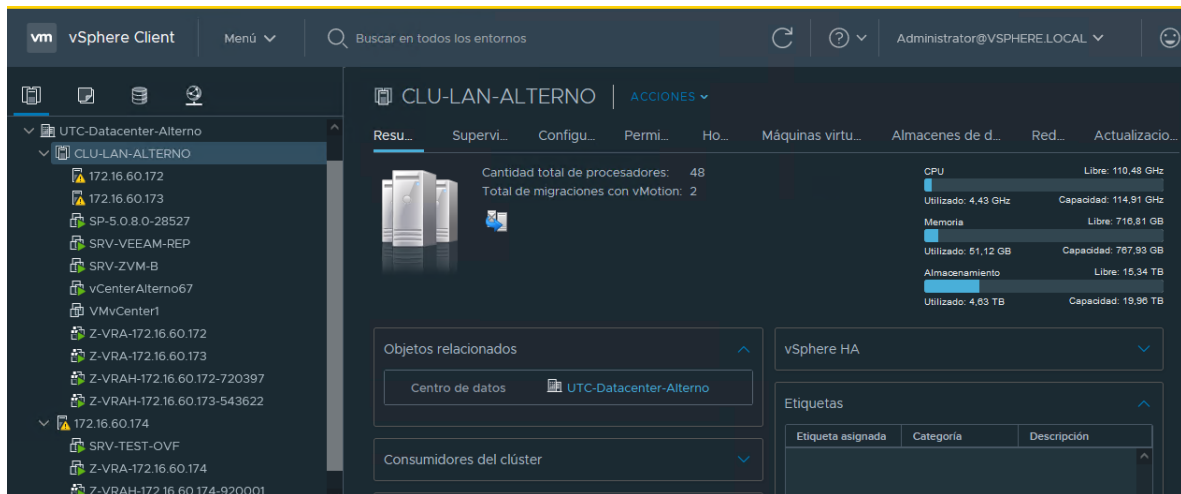 vm vSphere Client Menú Buscar en todos los entornos Administrator@VSPHERE.LOCAL
UTC-Datacenter-Alterno
CLU-LAN-ALTERNO
172.16.60.172
172.16.60.173
SP-5.0.8.0-28527
SRV-VEEAM-REP
SRV-ZVM-B
vCenterAlterno67
VMvCenter1
Z-VRA-172.16.60.172
Z-VRA-172.16.60.173
Z-VRAH-172.16.60.172-720397
Z-VRAH-172.16.60.173-543622
172.16.60.174
SRV-TEST-OVF
Z-VRA-172.16.60.174
Z-VRAH-172.16.60.174-920001
CLU-LAN-ALTERNO ACCIONES
Resu... Supervi... Configu... Permi... Ho... Máquinas virtu... Almacenes de d... Red... Actualizacio...
Cantidad total de procesadores: 48
Total de migraciones con vMotion: 2
CPU Libre: 110,48 GHz
Utilizado: 4,43 GHz Capacidad: 114,91 GHz
Memoria Libre: 716,81 GB
Utilizado: 51,12 GB Capacidad: 767,93 GB
Almacenamiento Libre: 15,34 TB
Utilizado: 4,63 TB Capacidad: 19,96 TB
Objetos relacionados
Centro de datos UTC-Datacenter-Alterno
Consumidores del clúster
vSphere HA
Etiquetas
Etiqueta asignada Categoría Descripción